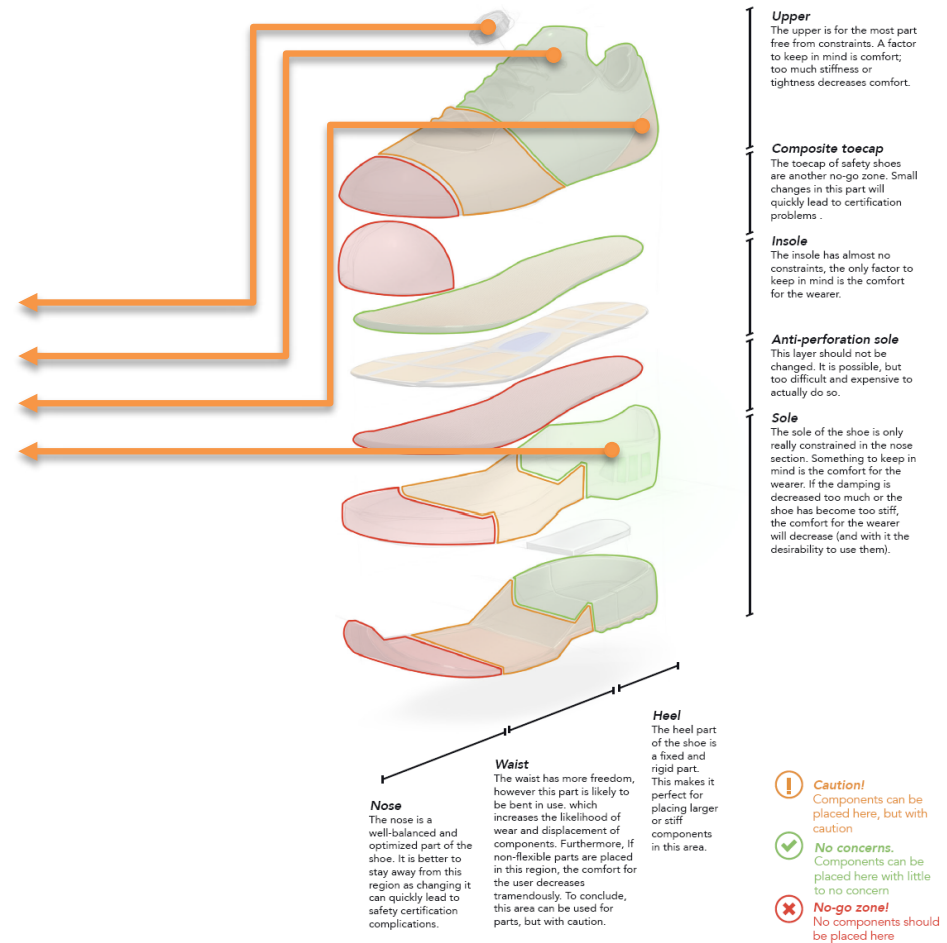 Upper
The upper is for the most part
free from constraints. A factor
to keep in mind is comfort;
too much stiffness or
tightness decreases comfort.
Composite toecap
The toecap of safety shoes
are another no-go zone. Small
changes in this part will
quickly lead to certification
problems .
Insole
The insole has almost no
constraints, the only factor to
keep in mind is the comfort
for the wearer.
Anti-perforation sole
This layer should not be
changed. It is possible, but
too difficult and expensive to
actually do so.
Sole
The sole of the shoe is only
really constrained in the nose
section. Something to keep in
mind is the comfort for the
wearer. If the damping is
decreased too much or the
shoe has become too stiff,
the comfort for the wearer
will decrease (and with it the
desirability to use them).
Nose
The nose is a
well-balanced and
optimized part of the
shoe. It is better to
stay away from this
region as changing it
can quickly lead to
safety certification
complications.
Waist
The waist has more freedom,
however this part is likely to
be bent in use. which
increases the likelihood of
wear and displacement of
components. Furthermore, If
non-flexible parts are placed
in this region, the comfort for
the user decreases
tramendously. To conclude,
this area can be used for
parts, but with caution.
Heel
The heel part
of the shoe is
a fixed and
rigid part.
This makes it
perfect for
placing larger
or stiff
components
in this area.
Caution!
Components can be
placed here, but with
caution
No concerns.
Components can be
placed here with little
to no concern
No-go zone!
No components should
be placed here